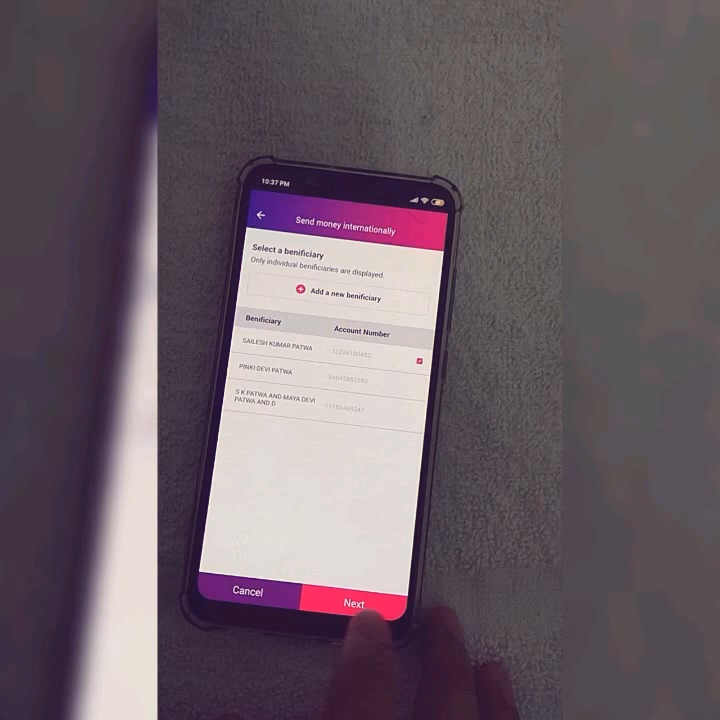 10:37 PM
Send money internationally
Select a benificiary
Only individual benificiaries are displayed.
Add a new benificiary
Benificiary Account Number
SAILESH KUMAR PATWA
PINKI DEVI PATWA
S K PATWA AND MAYA DEVI
PATWA AND D
Cancel Next